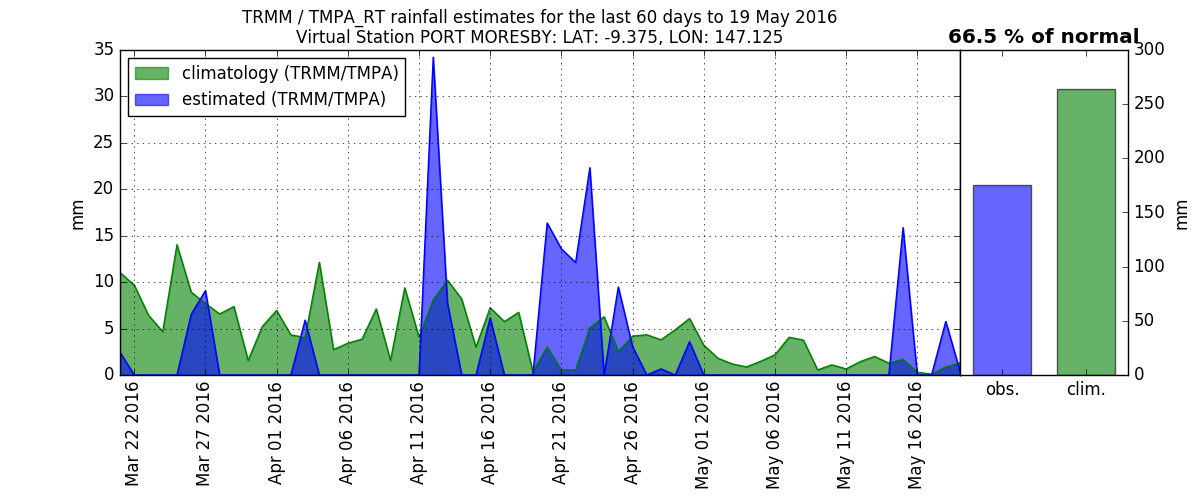 TRMM / TMPA_RT rainfall estimates for the last 60 days to 19 May 2016
Virtual Station PORT MORESBY: LAT: -9.375, LON: 147.125
66.5 % of normal
climatology (TRMM/TMPA)
estimated (TRMM/TMPA)
35
30
25
20
15
10
5
0
mm
Mar 22 2016
Mar 27 2016
Apr 01 2016
Apr 06 2016
Apr 11 2016
Apr 16 2016
Apr 21 2016
Apr 26 2016
May 01 2016
May 06 2016
May 11 2016
May 16 2016
obs.
clim.
300
250
200
150
100
50
0
mm